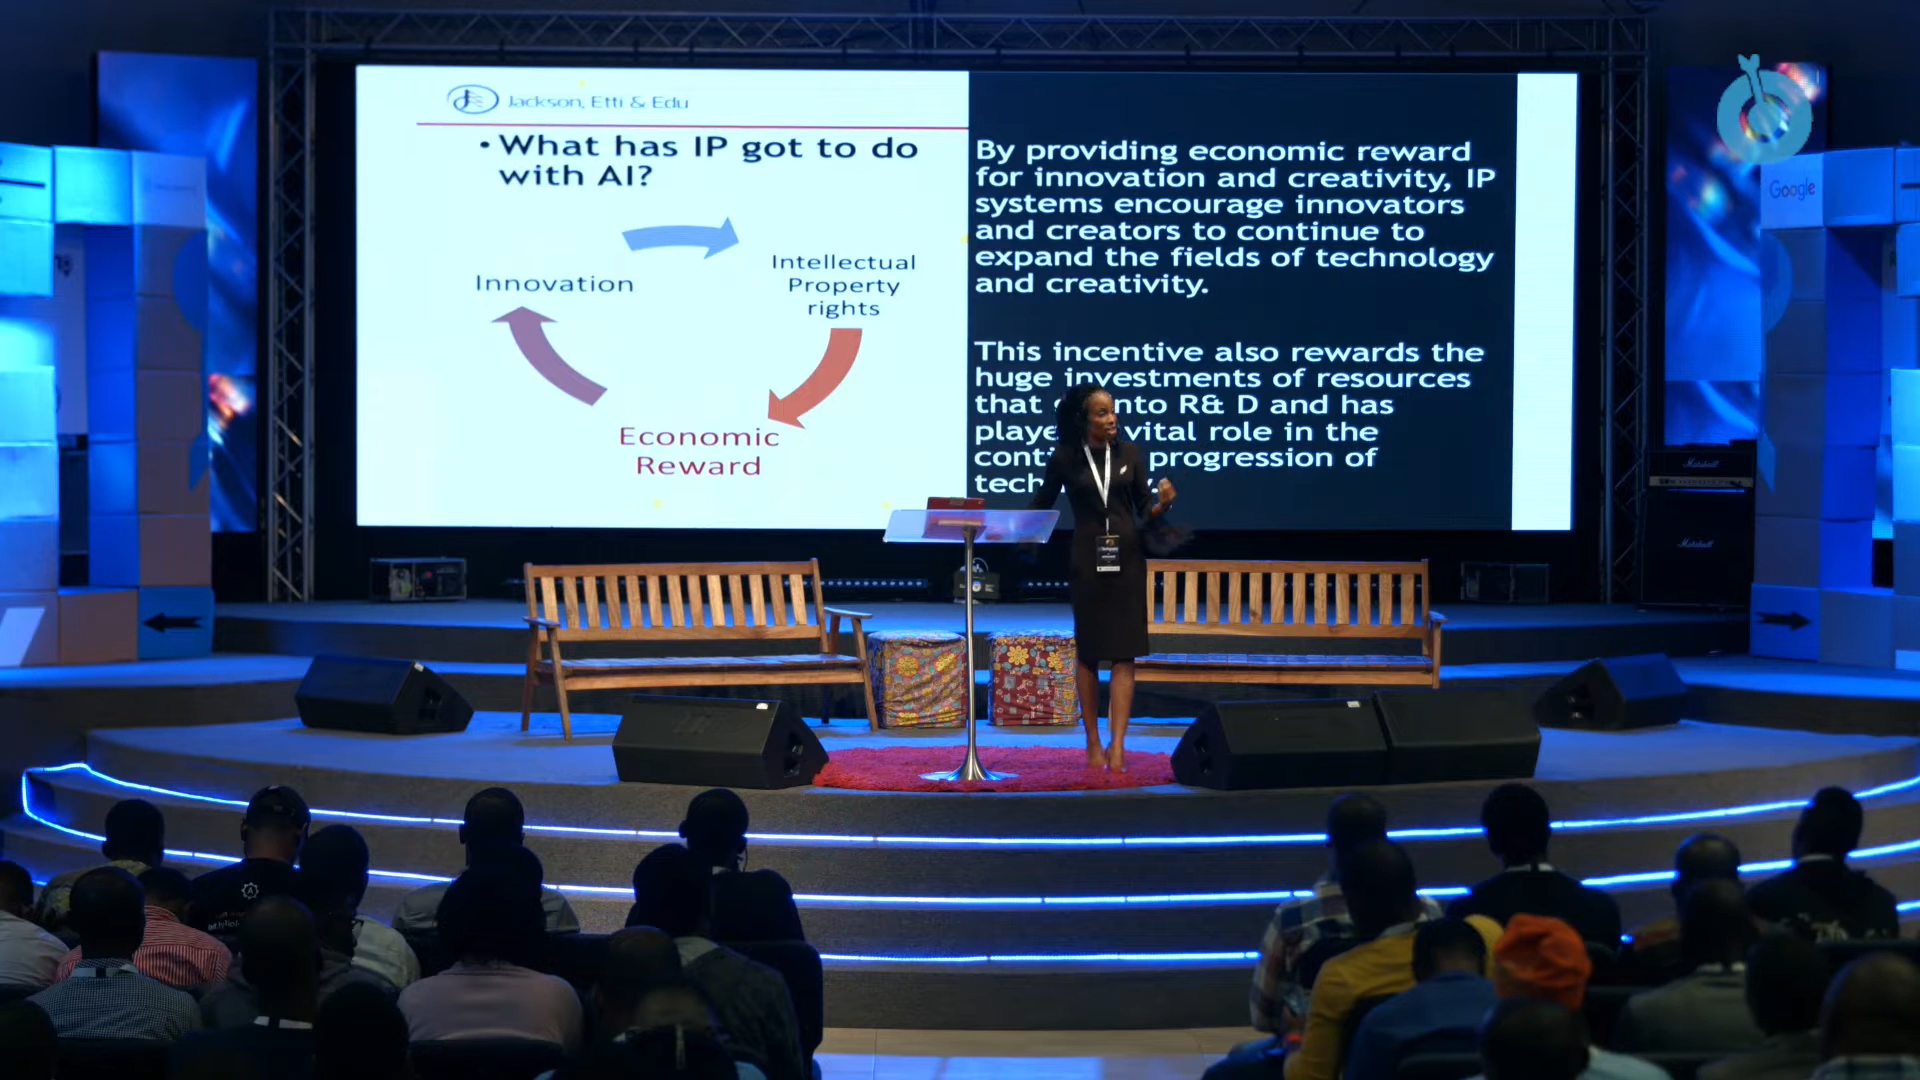 Jackson, Etti & Edu
• What has IP got to do
with AI?
Innovation
Intellectual
Property
rights
Economic
Reward
By providing economic reward
for innovation and creativity, IP
systems encourage innovators
and creators to continue to
expand the fields of technology
and creativity.
This incentive also rewards the
huge investments of resources
that R& D and has
vital role in the
progression of
Google
Marshall
Marshall